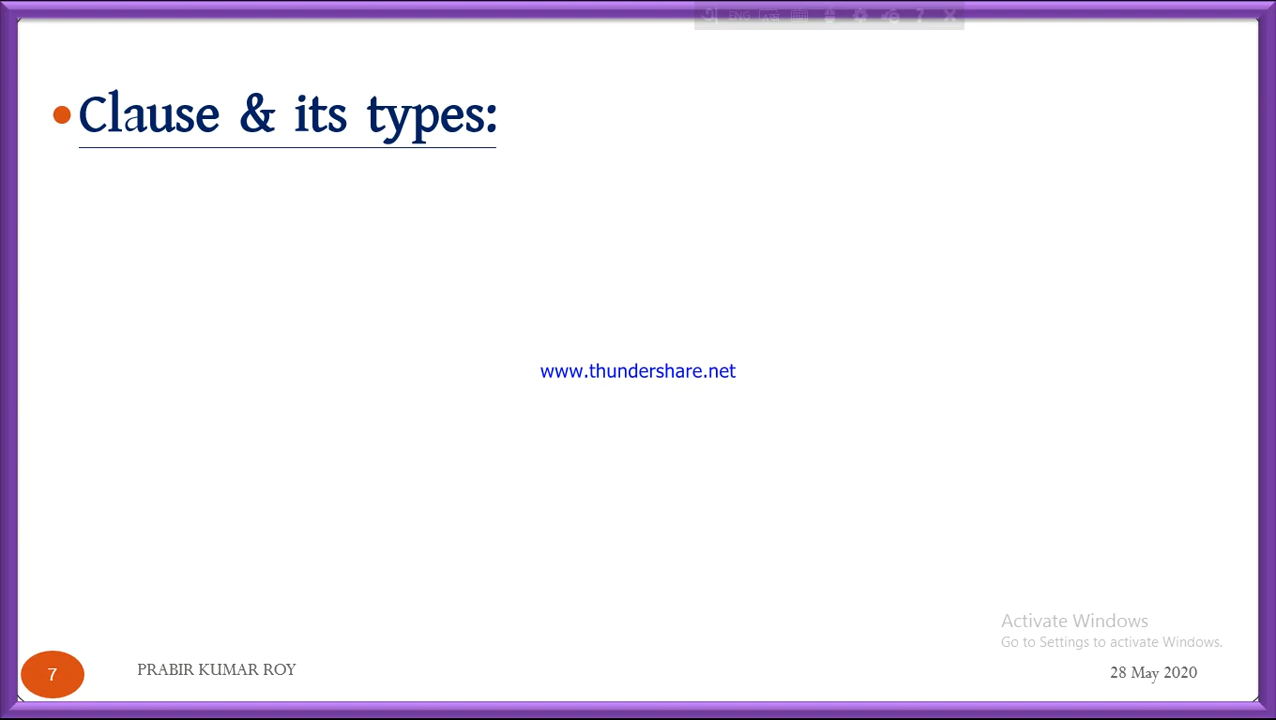 ENG
• Clause & its types:
www.thundershare.net
Activate Windows
Go to Settings to activate Windows.
7
PRABIR KUMAR ROY
28 May 2020